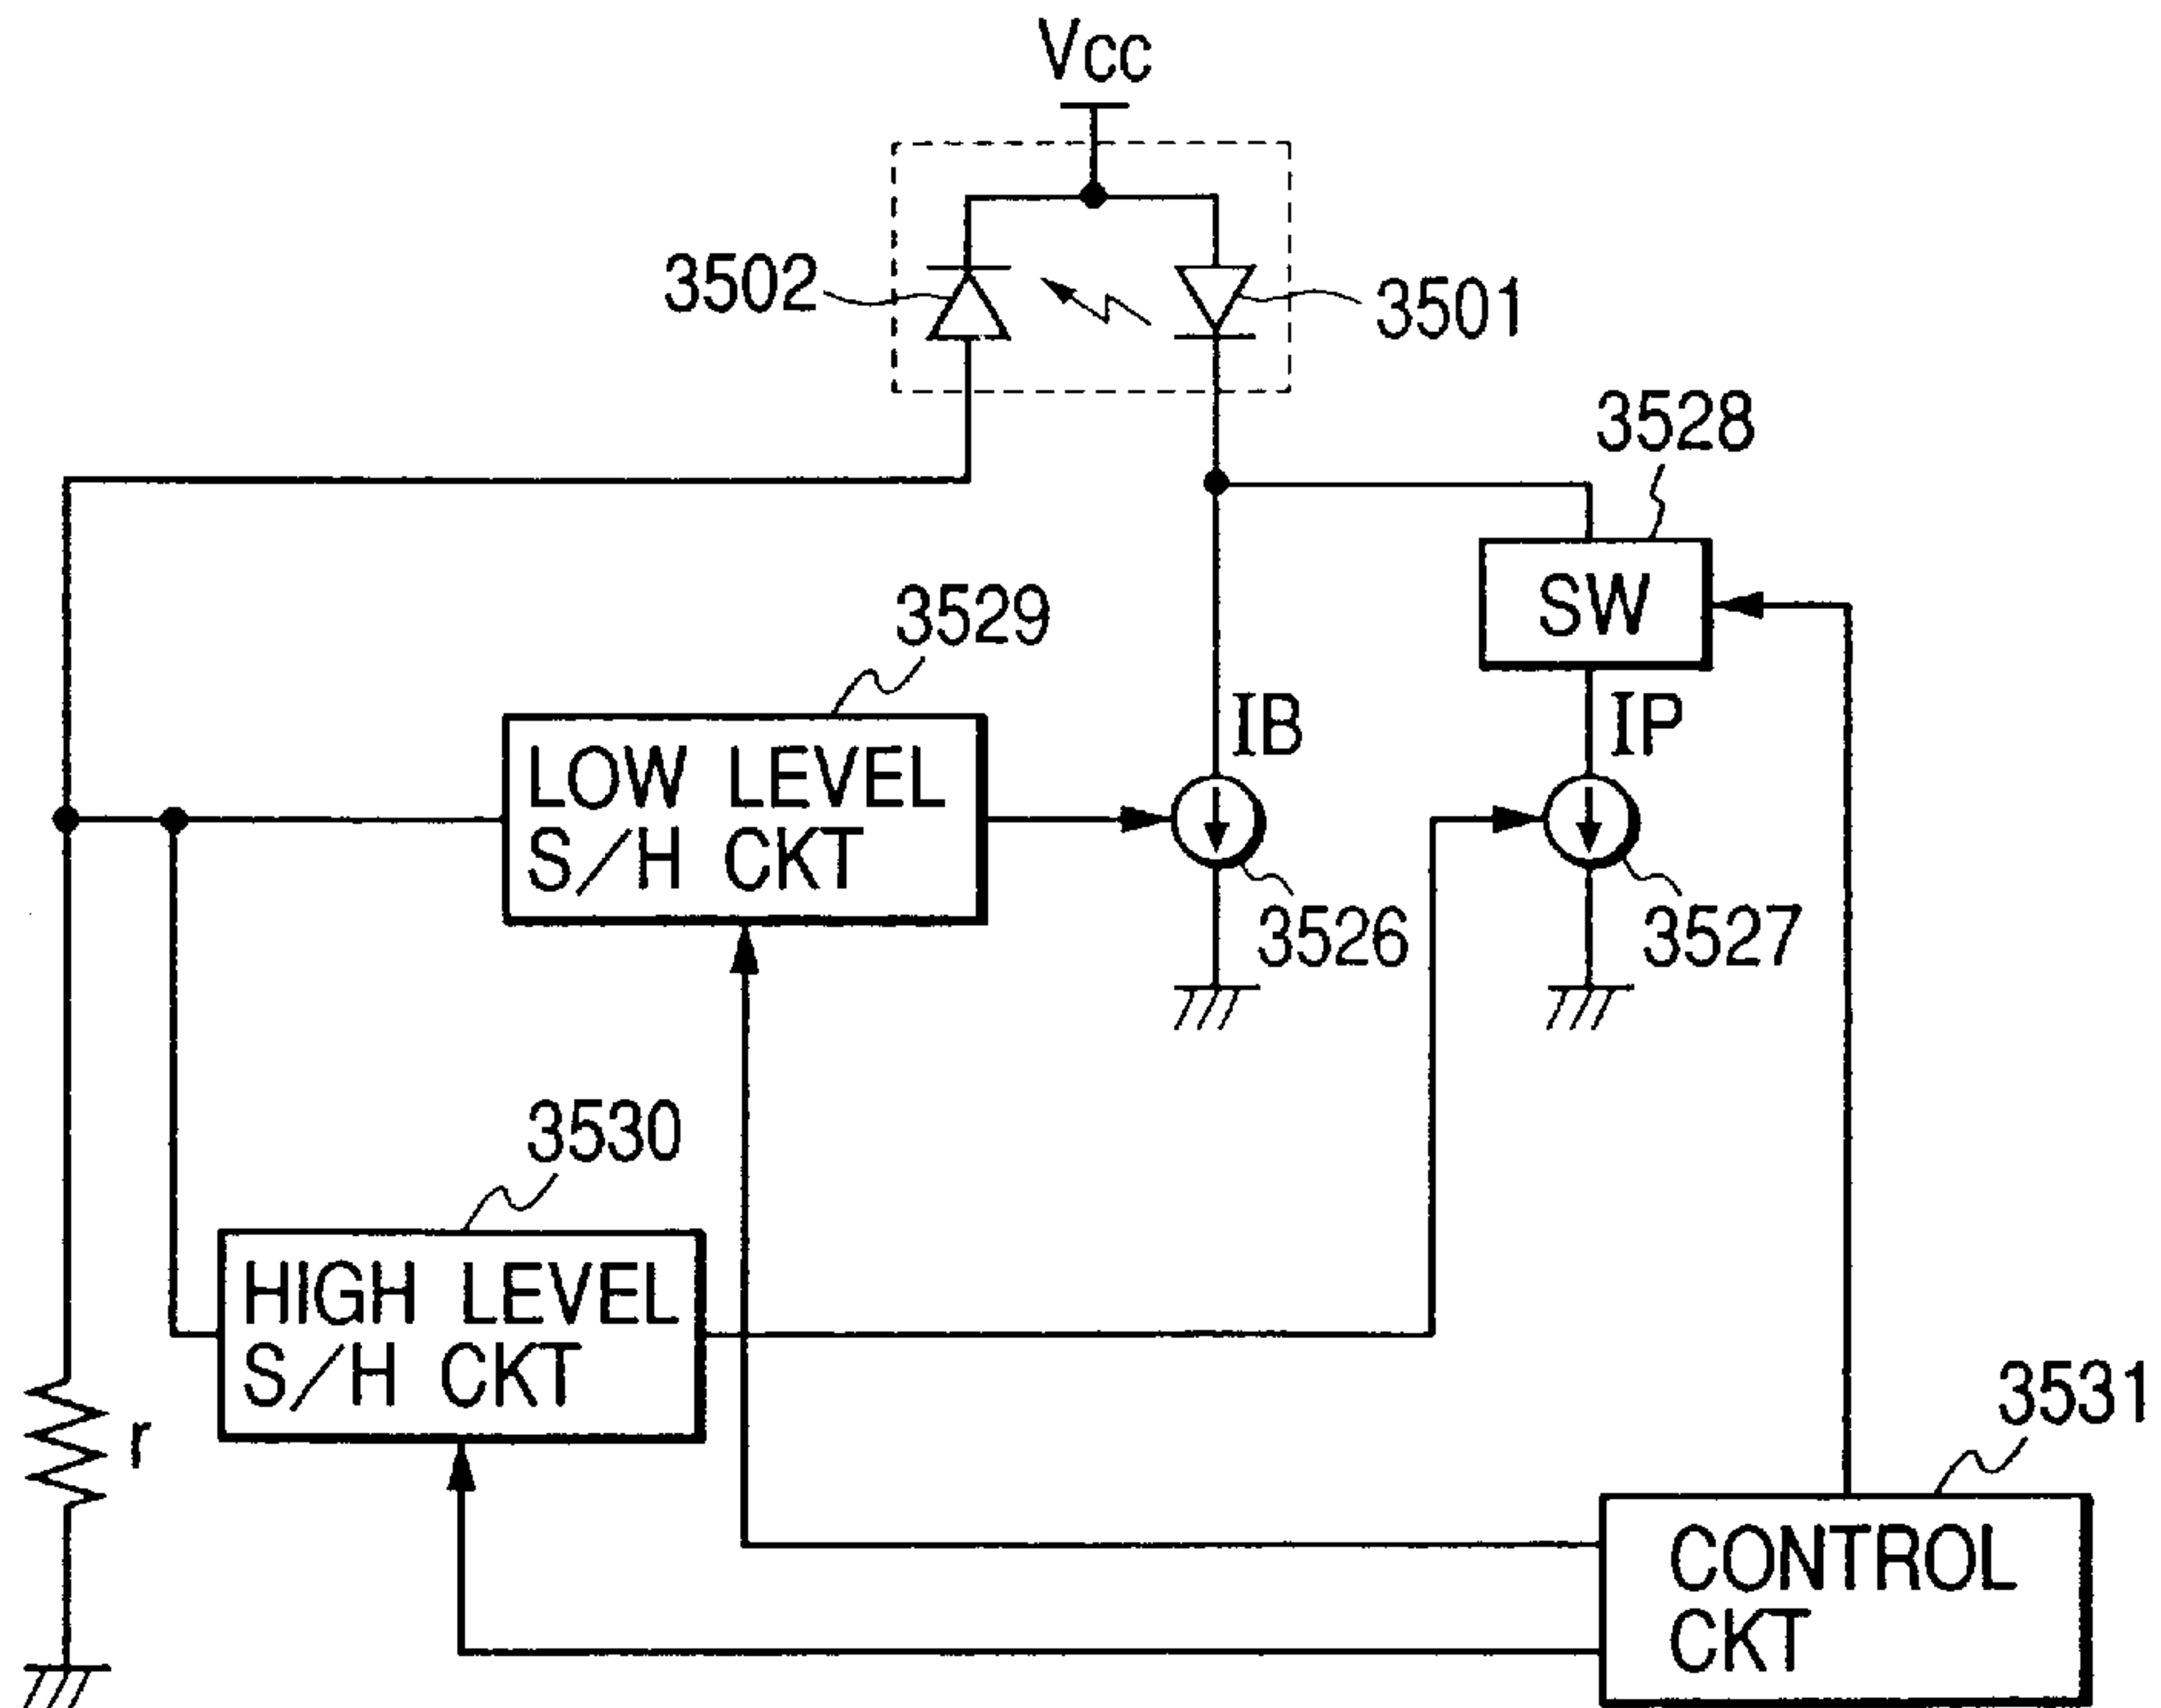 Vcc
3502
3501
3528
SW
3529
LOW LEVEL
S/H CKT
IB
IP
3526
3527
3530
HIGH LEVEL
S/H CKT
r
3531
CONTROL
CKT